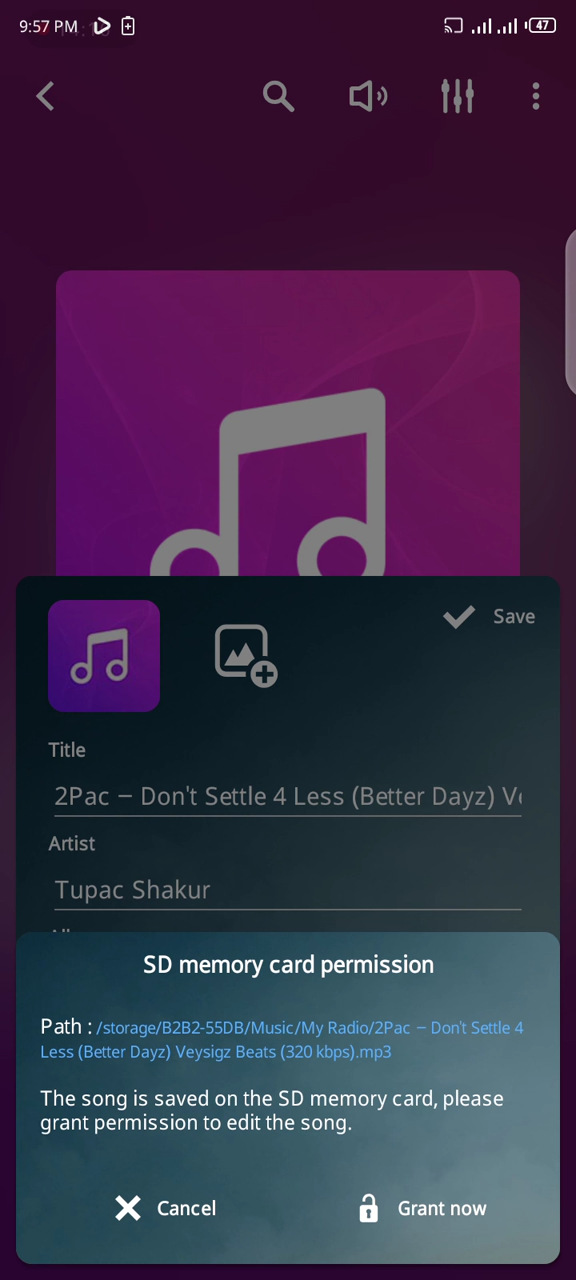 9:57 PM
47
Save
Title
2Pac – Don't Settle 4 Less (Better Dayz)
Artist
Tupac Shakur
SD memory card permission
Path : /storage/B2B2-55DB/Music/My Radio/2Pac – Don't Settle 4
Less (Better Dayz) Veysigz Beats (320 kbps).mp3
The song is saved on the SD memory card, please
grant permission to edit the song.
Cancel
Grant now